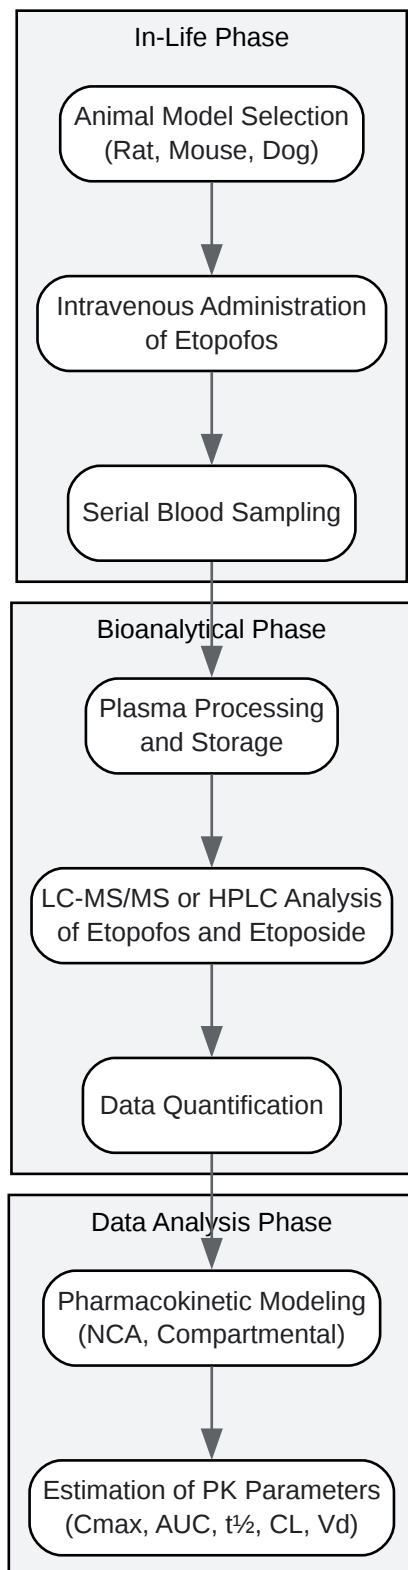 In-Life Phase
Animal Model Selection
(Rat, Mouse, Dog)
Intravenous Administration
of Etopofos
Serial Blood Sampling
Bioanalytical Phase
Plasma Processing
and Storage
LC-MS/MS or HPLC Analysis
of Etopofos and Etoposide
Data Quantification
Data Analysis Phase
Pharmacokinetic Modeling
(NCA, Compartmental)
Estimation of PK Parameters
(Cmax, AUC, t½, CL, Vd)